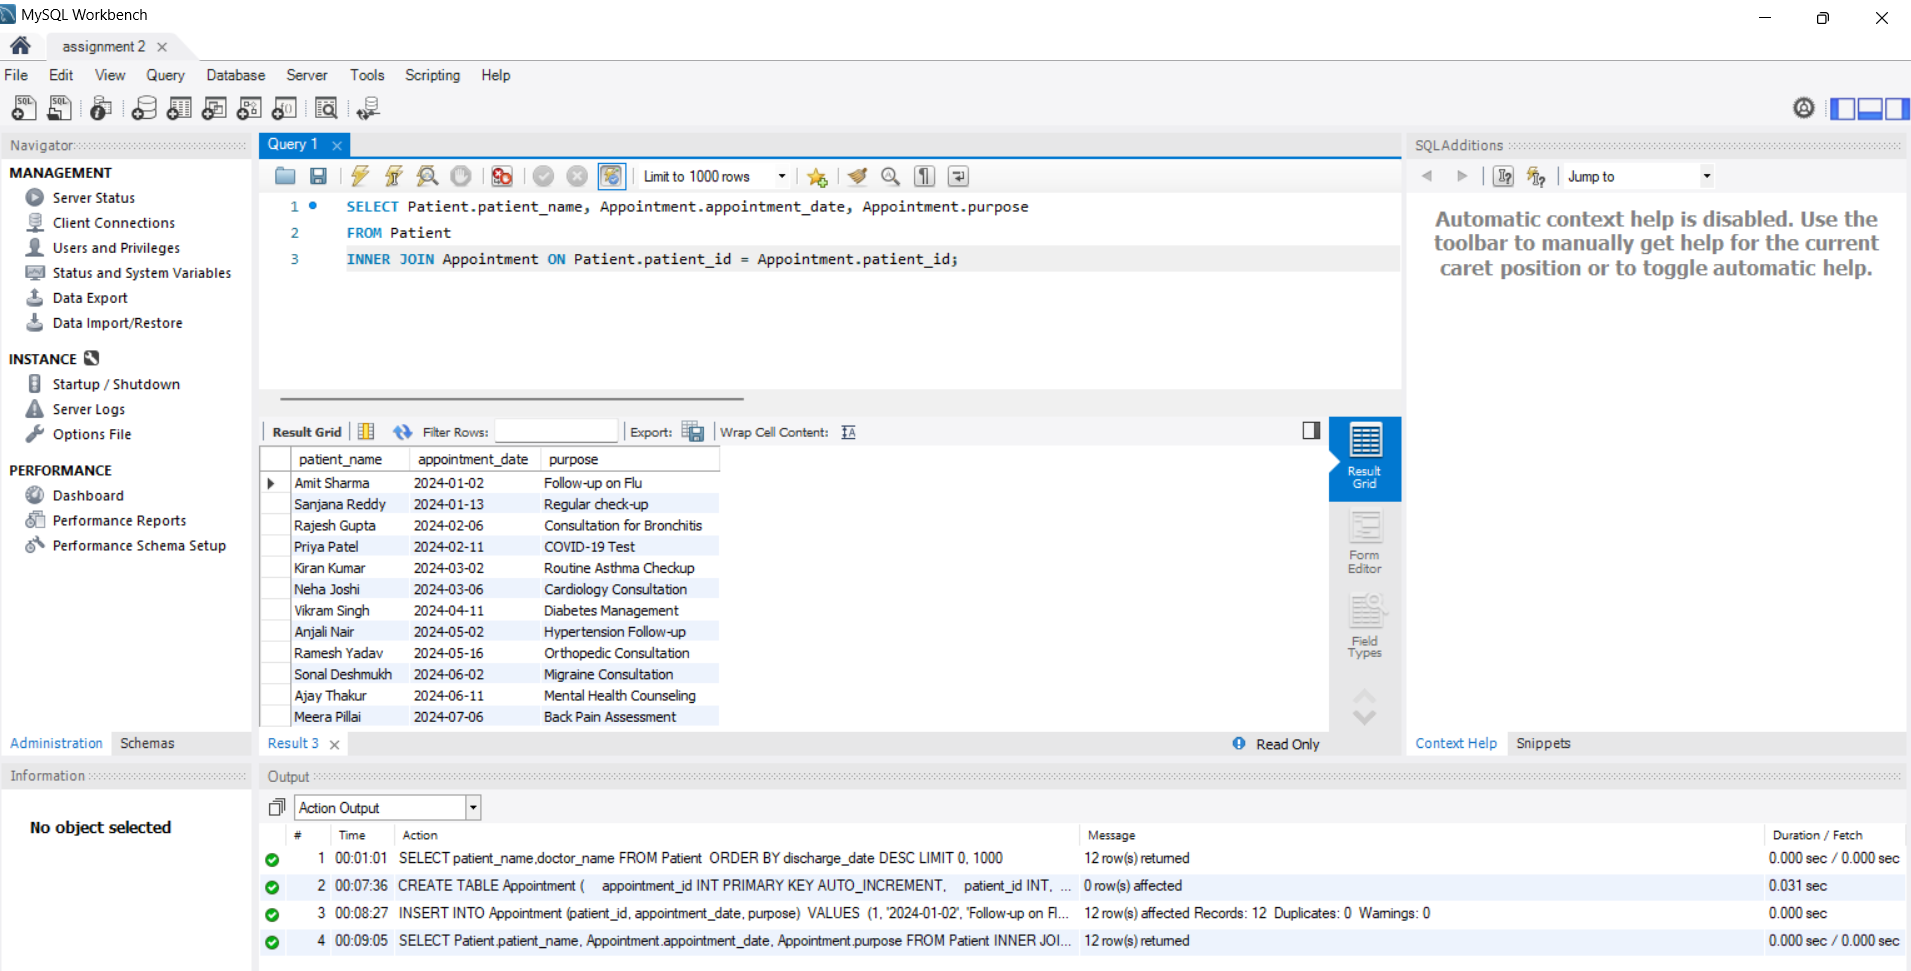 MySQL Workbench
assignment 2
File Edit View Query Database Server Tools Scripting Help
Navigator
MANAGEMENT
Server Status
Client Connections
Users and Privileges
Status and System Variables
Data Export
Data Import/Restore
INSTANCE
Startup / Shutdown
Server Logs
Options File
PERFORMANCE
Dashboard
Performance Reports
Performance Schema Setup
Administration Schemas
Information
No object selected
Query 1
Limit to 1000 rows
1 SELECT Patient.patient_name, Appointment.appointment_date, Appointment.purpose
2 FROM Patient
3 INNER JOIN Appointment ON Patient.patient_id = Appointment.patient_id;
Result Grid Filter Rows: Export: Wrap Cell Content:
patient_name appointment_date purpose
Amit Sharma 2024-01-02 Follow-up on Flu
Sanjana Reddy 2024-01-13 Regular check-up
Rajesh Gupta 2024-02-06 Consultation for Bronchitis
Priya Patel 2024-02-11 COVID-19 Test
Kiran Kumar 2024-03-02 Routine Asthma Checkup
Neha Joshi 2024-03-06 Cardiology Consultation
Vikram Singh 2024-04-11 Diabetes Management
Anjali Nair 2024-05-02 Hypertension Follow-up
Ramesh Yadav 2024-05-16 Orthopedic Consultation
Sonal Deshmukh 2024-06-02 Migraine Consultation
Ajay Thakur 2024-06-11 Mental Health Counseling
Meera Pillai 2024-07-06 Back Pain Assessment
Result
Grid
Form
Editor
Field
Types
Result 3 Read Only
SQLAdditions
Jump to
Automatic context help is disabled. Use the
toolbar to manually get help for the current
caret position or to toggle automatic help.
Context Help Snippets
Output
Action Output
# Time Action Message Duration / Fetch
1 00:01:01 SELECT patient_name,doctor_name FROM Patient ORDER BY discharge_date DESC LIMIT 0, 1000 12 row(s) returned 0.000 sec / 0.000 sec
2 00:07:36 CREATE TABLE Appointment ( appointment_id INT PRIMARY KEY AUTO_INCREMENT, patient_id INT, ... 0 row(s) affected 0.031 sec
3 00:08:27 INSERT INTO Appointment (patient_id, appointment_date, purpose) VALUES (1, '2024-01-02', 'Follow-up on Fl... 12 row(s) affected Records: 12 Duplicates: 0 Warnings: 0 0.000 sec
4 00:09:05 SELECT Patient.patient_name, Appointment.appointment_date, Appointment.purpose FROM Patient INNER JOI... 12 row(s) returned 0.000 sec / 0.000 sec